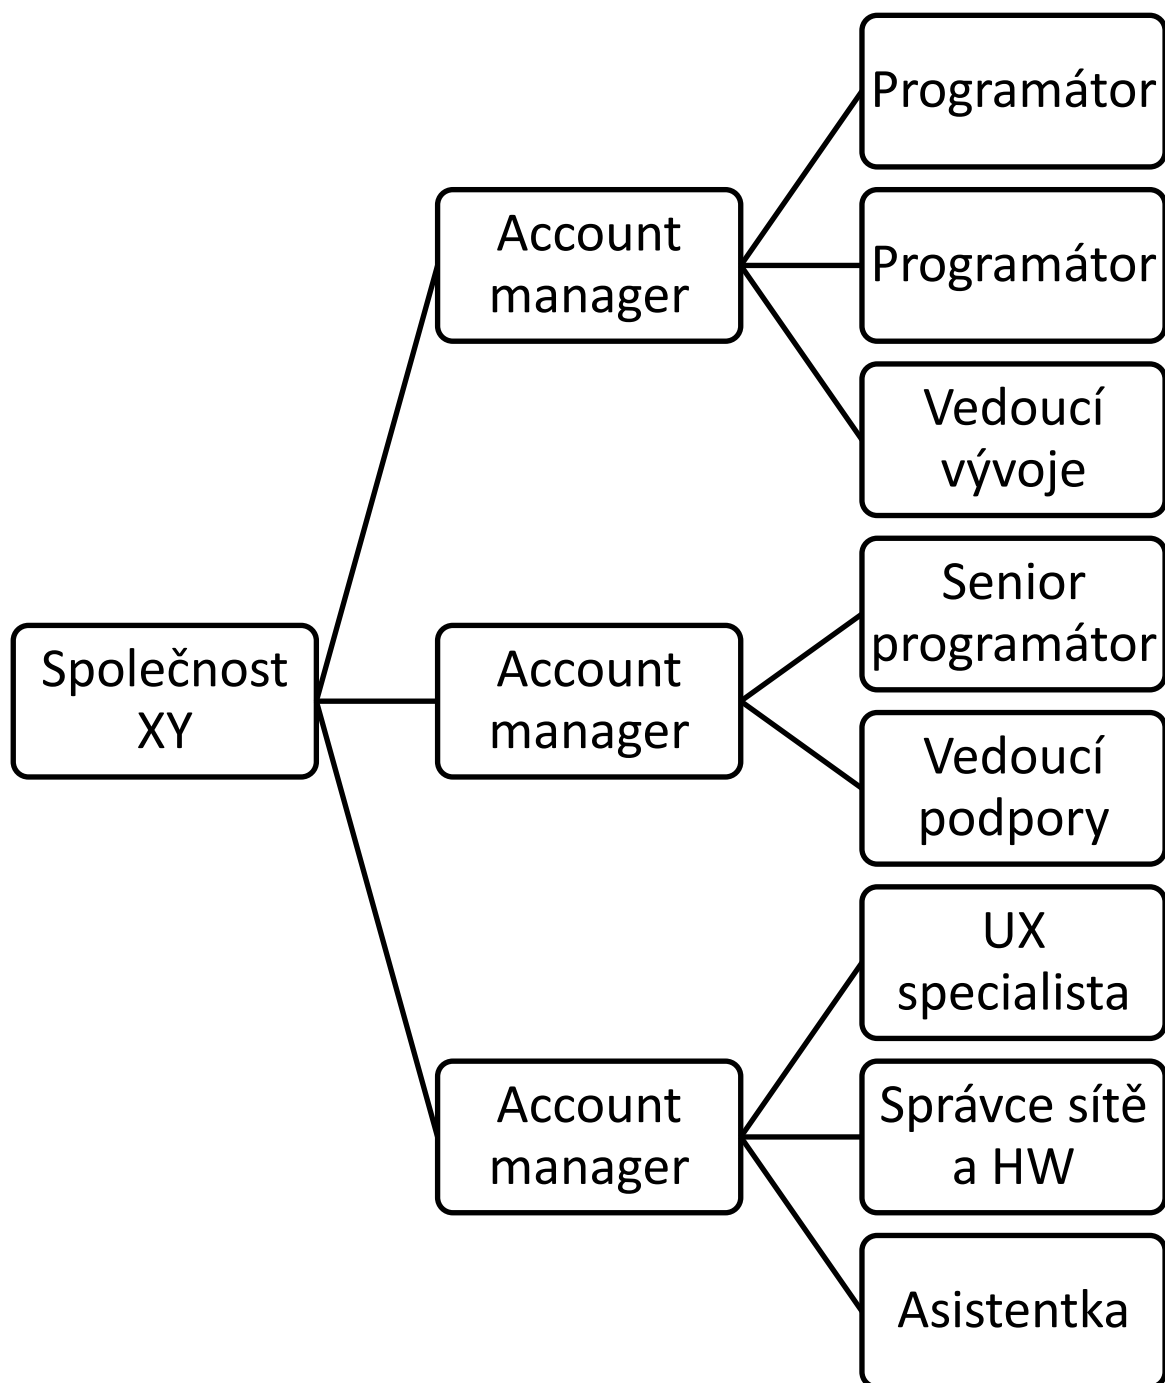 Programátor
Account
manager
Programátor
Vedoucí
vývoje
Společnost
XY
Account
manager
Senior
programátor
Vedoucí
podpory
Account
manager
UX
specialista
Správce sítě
a HW
Asistentka